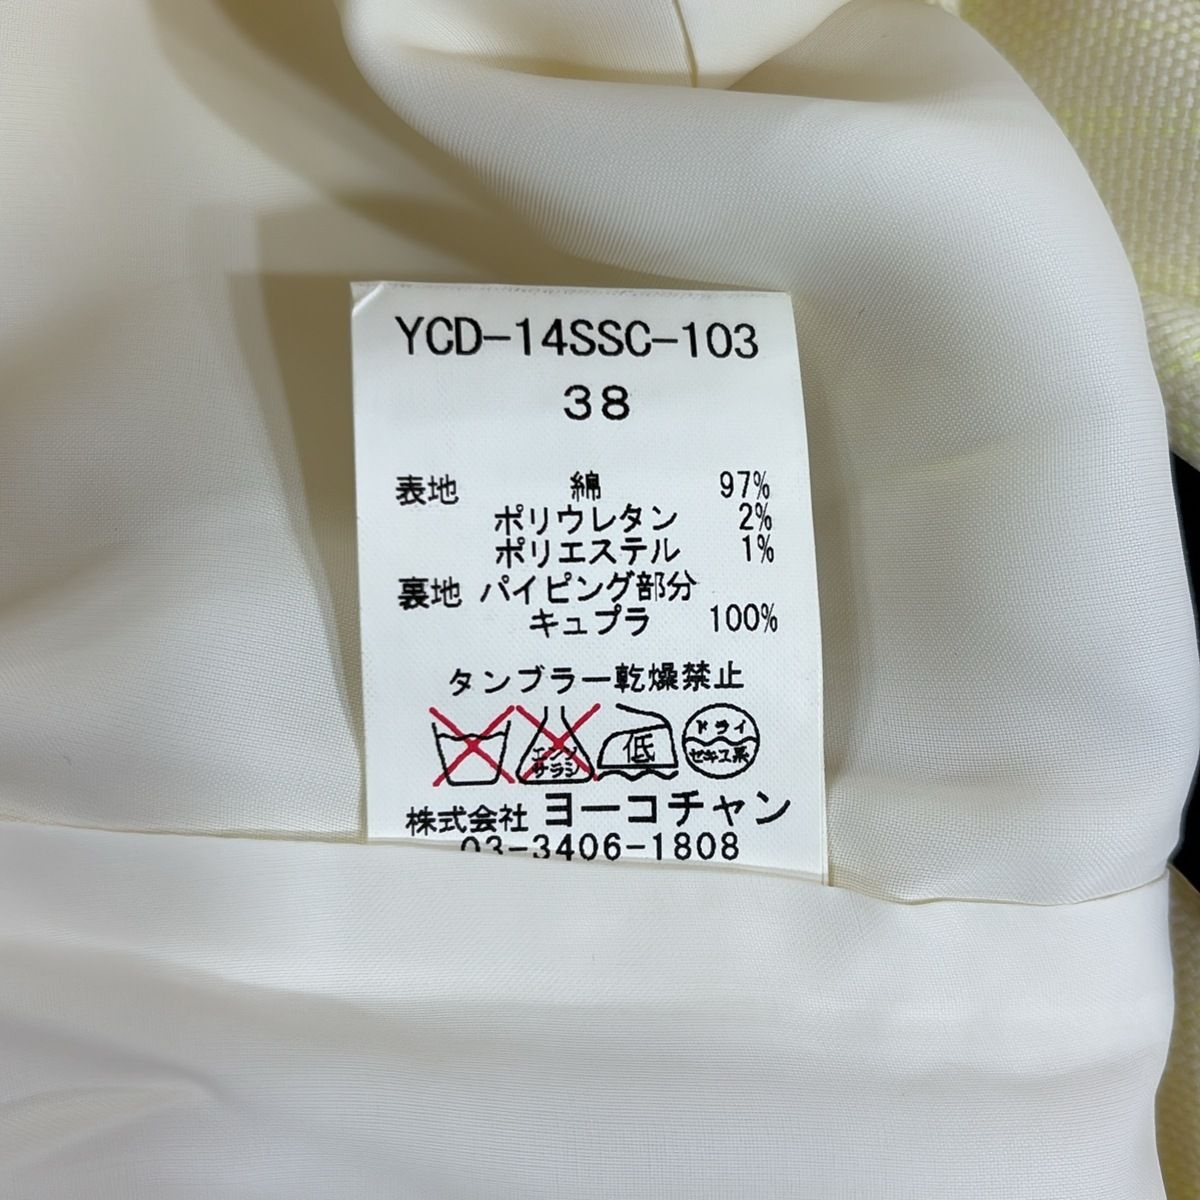 YCD-14SSC-103
38
表地 綿 97%
ポリウレタン 2%
ポリエステル 1%
裏地 パイピング部分
キュプラ 100%
タンブラー乾燥禁止
エンソ
サラシ
低
ドライ
セキユ系
株式会社 ヨーコチャン
03-3406-1808